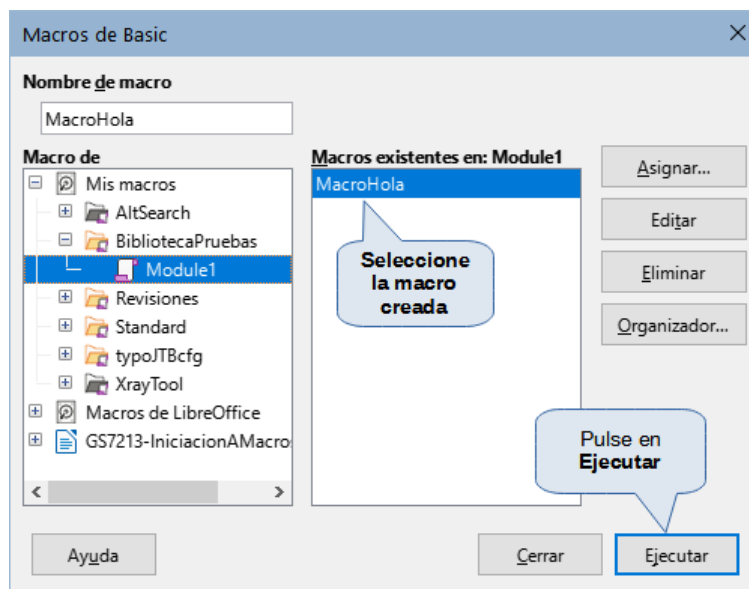 Macros de Basic
Nombre de macro
MacroHola
Macro de
Mis macros
AltSearch
BibliotecaPruebas
Module1
Revisiones
Standard
typoJTBcfg
XrayTool
Macros de LibreOffice
GS7213-IniciacionAMacro
Macros existentes en: Module1
MacroHola
Seleccione
la macro
creada
Asignar...
Editar
Eliminar
Organizador...
Pulse en
Ejecutar
Ayuda
Cerrar
Ejecutar